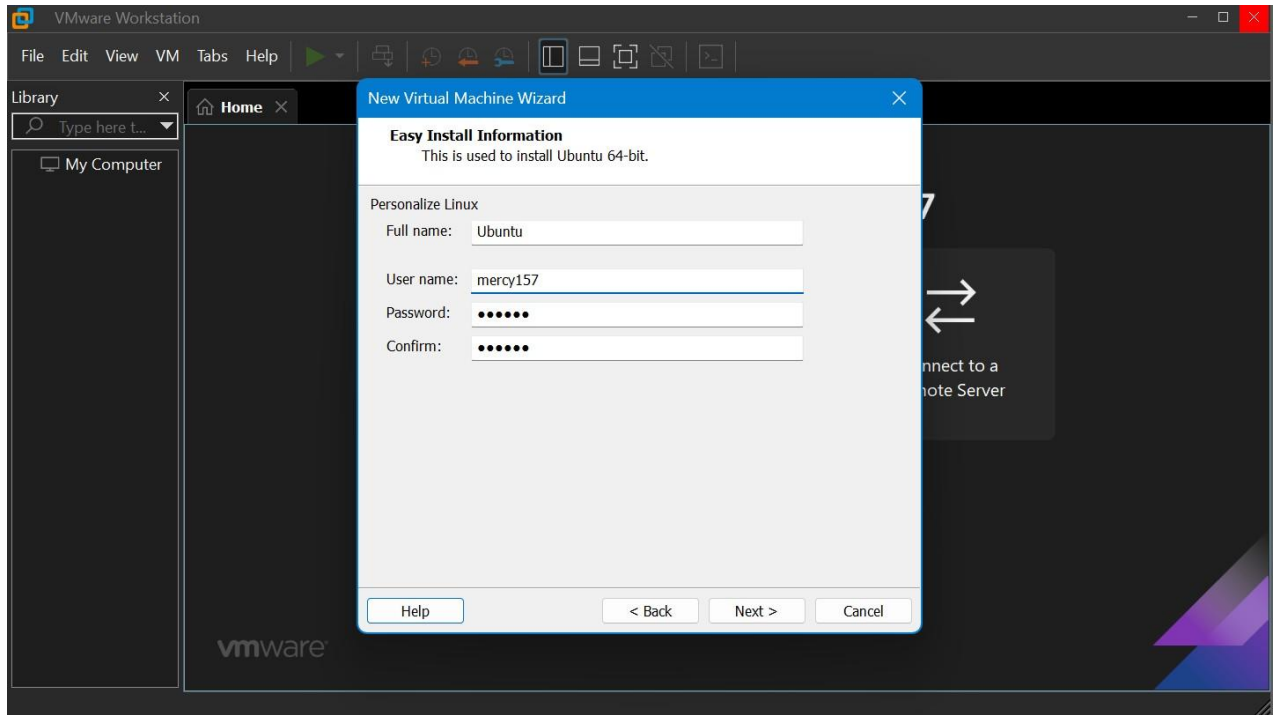 VMware Workstation
File Edit View VM Tabs Help
Library
Type here t...
My Computer
Home
New Virtual Machine Wizard
Easy Install Information
This is used to install Ubuntu 64-bit.
Personalize Linux
Full name: Ubuntu
User name: mercy157
Password: ••••••
Confirm: ••••••
Help
< Back
Next >
Cancel
7
nnect to a
note Server
vmware